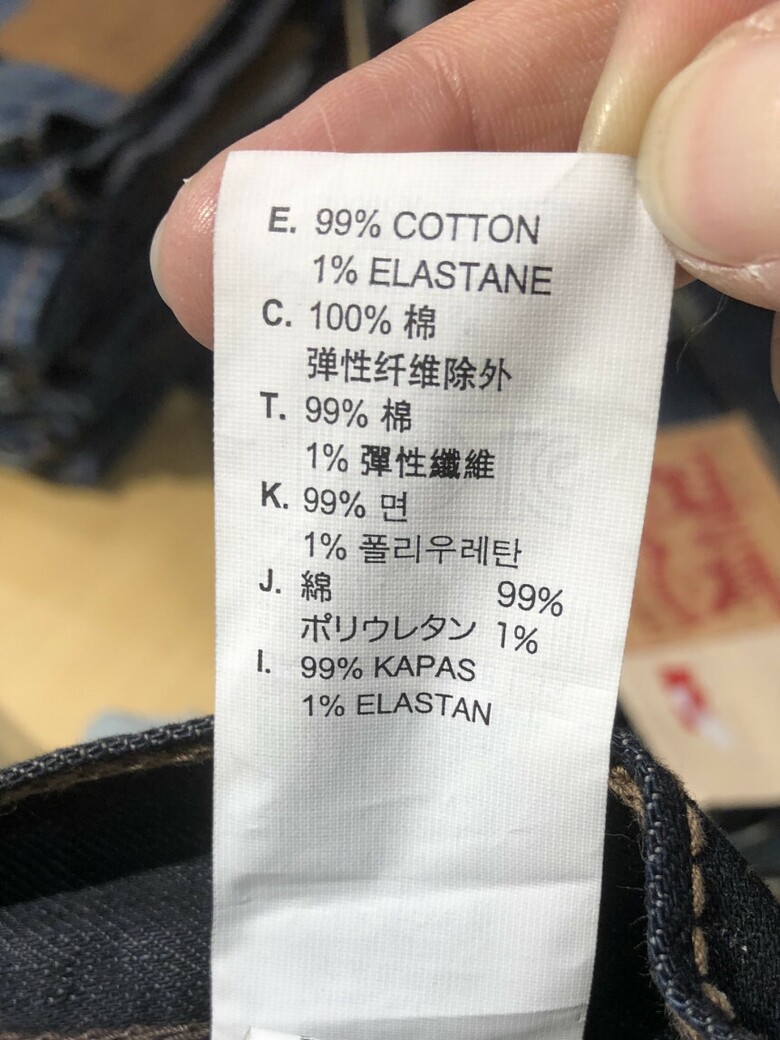 E. 99% COTTON
1% ELASTANE
C. 100% 棉
弹性纤维除外
T. 99% 棉
1% 彈性纖維
K. 99% 면
1% 폴리우레탄
J. 綿 99%
ポリウレタン 1%
I. 99% KAPAS
1% ELASTAN